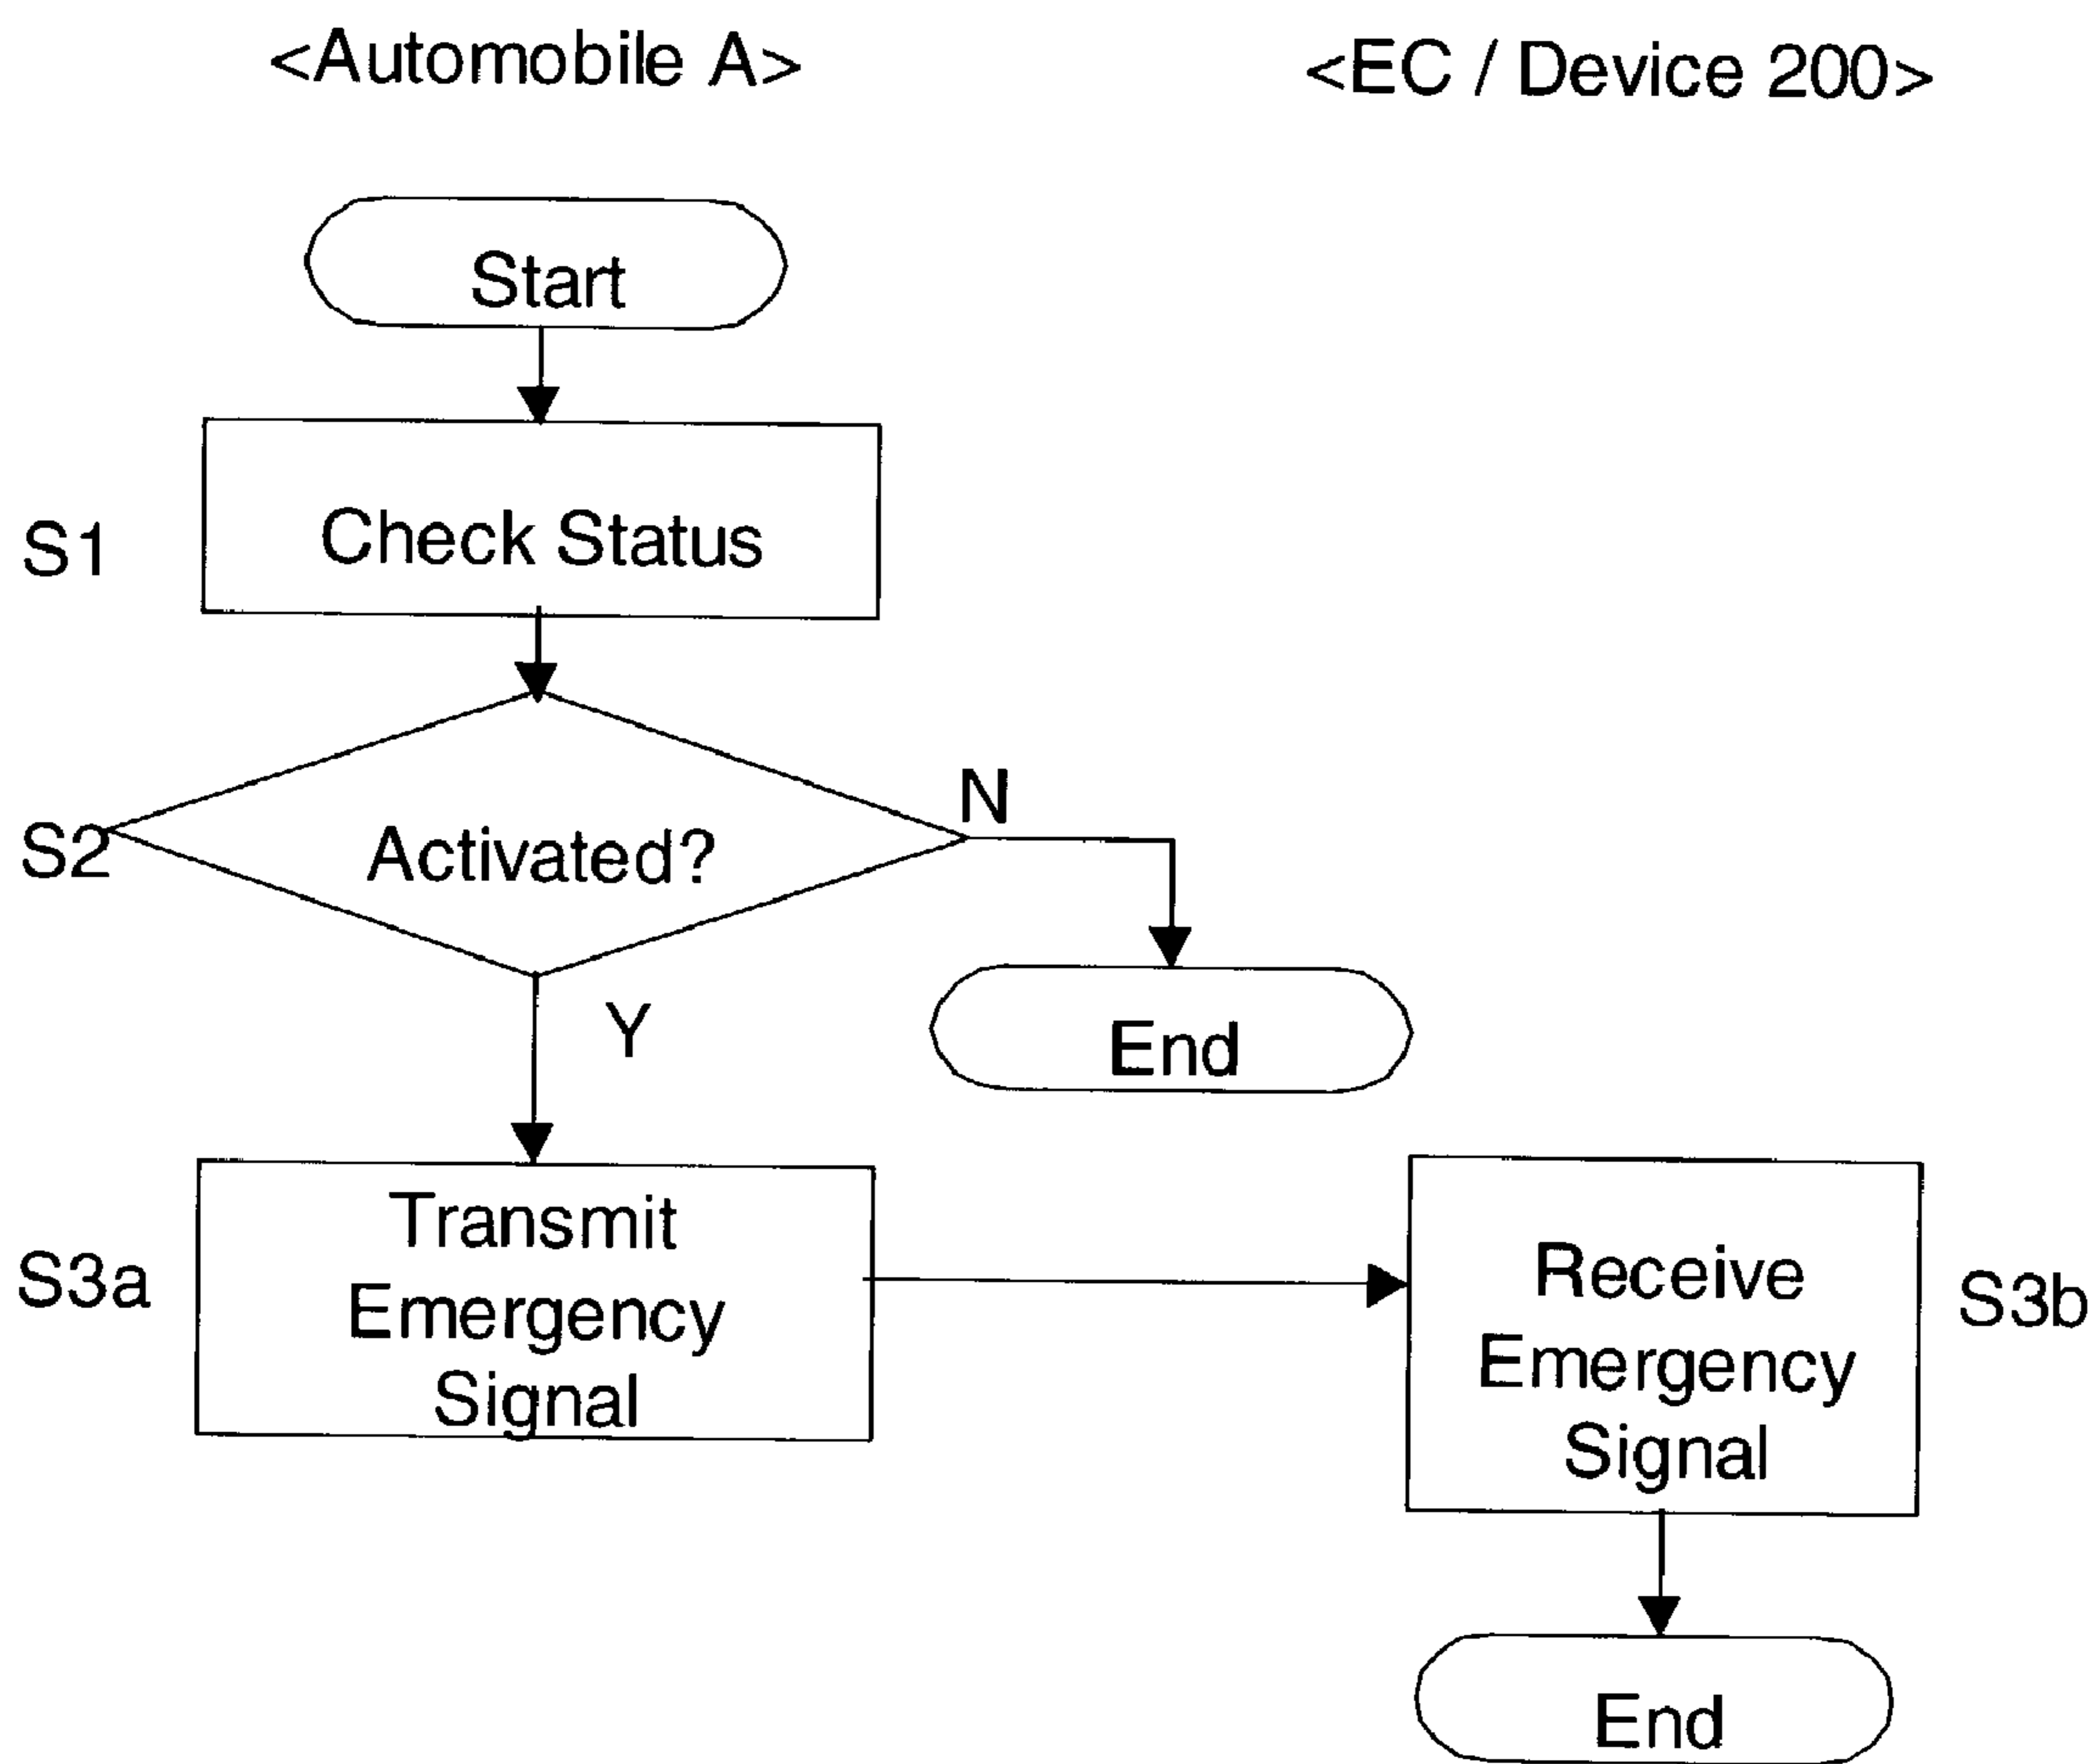 <Automobile A>
<EC / Device 200>
Start
S1
Check Status
S2
Activated?
N
Y
End
S3a
Transmit
Emergency
Signal
Receive
Emergency
Signal
S3b
End